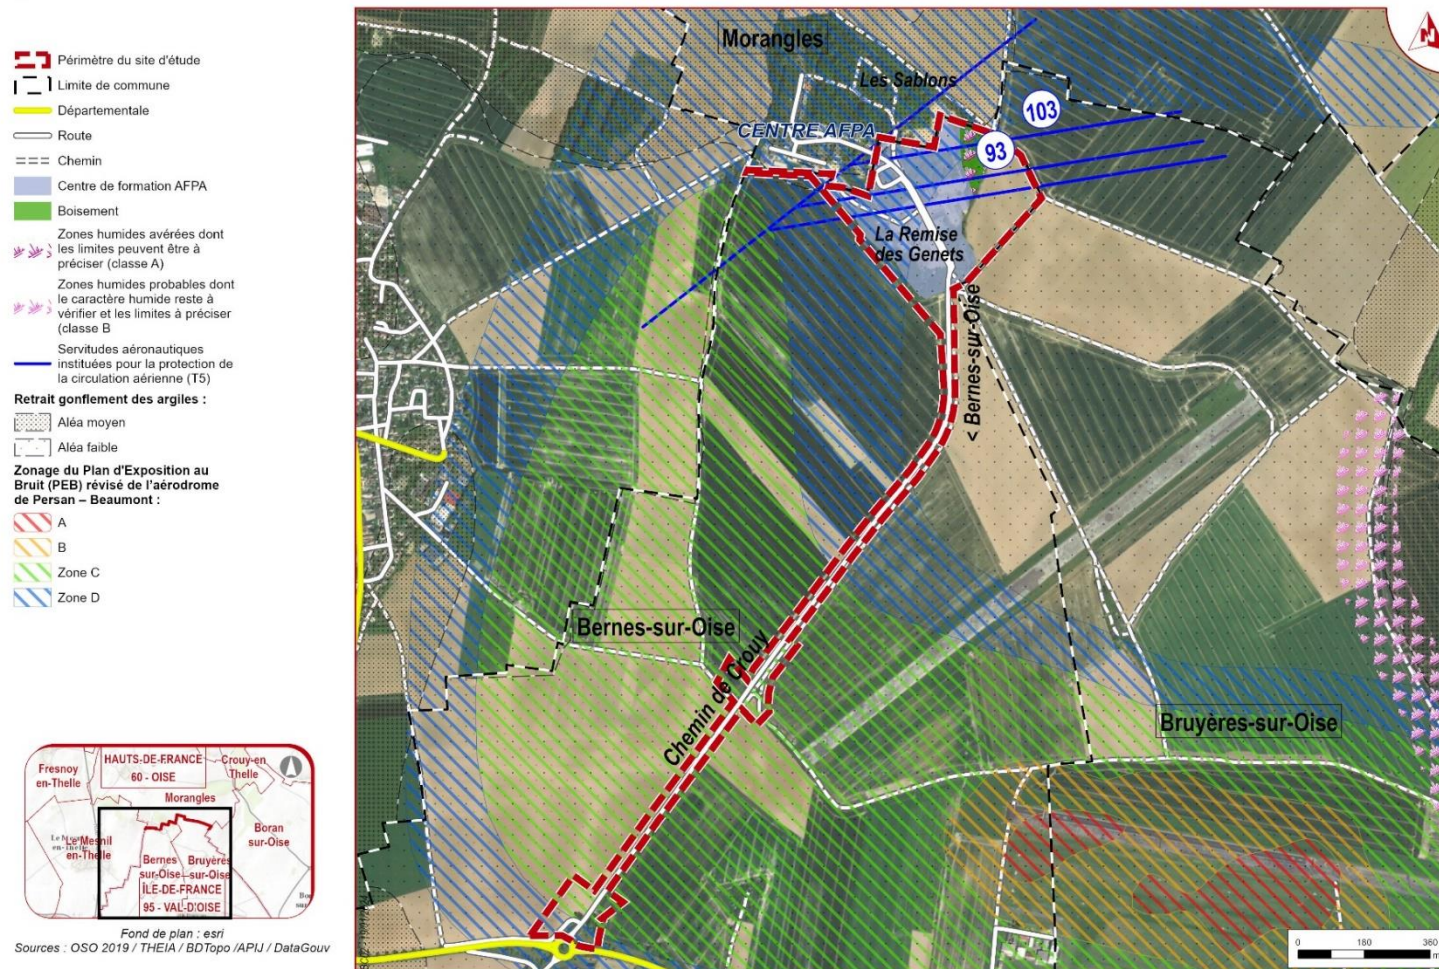 Périmètre du site d'étude
Limite de commune
Départementale
Route
Chemin
Centre de formation AFPA
Boisement
Zones humides avérées dont
les limites peuvent être à
préciser (classe A)
Zones humides probables dont
le caractère humide reste à
vérifier et les limites à préciser
(classe B
Servitudes aéronautiques
instituées pour la protection de
la circulation aérienne (T5)
Retrait gonflement des argiles :
Aléa moyen
Aléa faible
Zonage du Plan d'Exposition au
Bruit (PEB) révisé de l'aérodrome
de Persan – Beaumont :
A
B
Zone C
Zone D
Morangles
Les Sablons
CENTRE AFPA
103
93
N
La Remise
des Genets
< Bernes-sur-Oise
Bernes-sur-Oise
Chemin de Crouy
Bruyères-sur-Oise
0 180 360
m
HAUTS-DE-FRANCE
60 - OISE
Fresnoy
en-Thelle
Crouy-en
Thelle
Morangles
Le Mesnil
en-Thelle
Boran
sur-Oise
Bernes
sur-Oise
Bruyères
sur-Oise
ÎLE-DE-FRANCE
95 - VAL-D'OISE
Fond de plan : esri
Sources : OSO 2019 / THEIA / BDTopo /APIJ / DataGouv